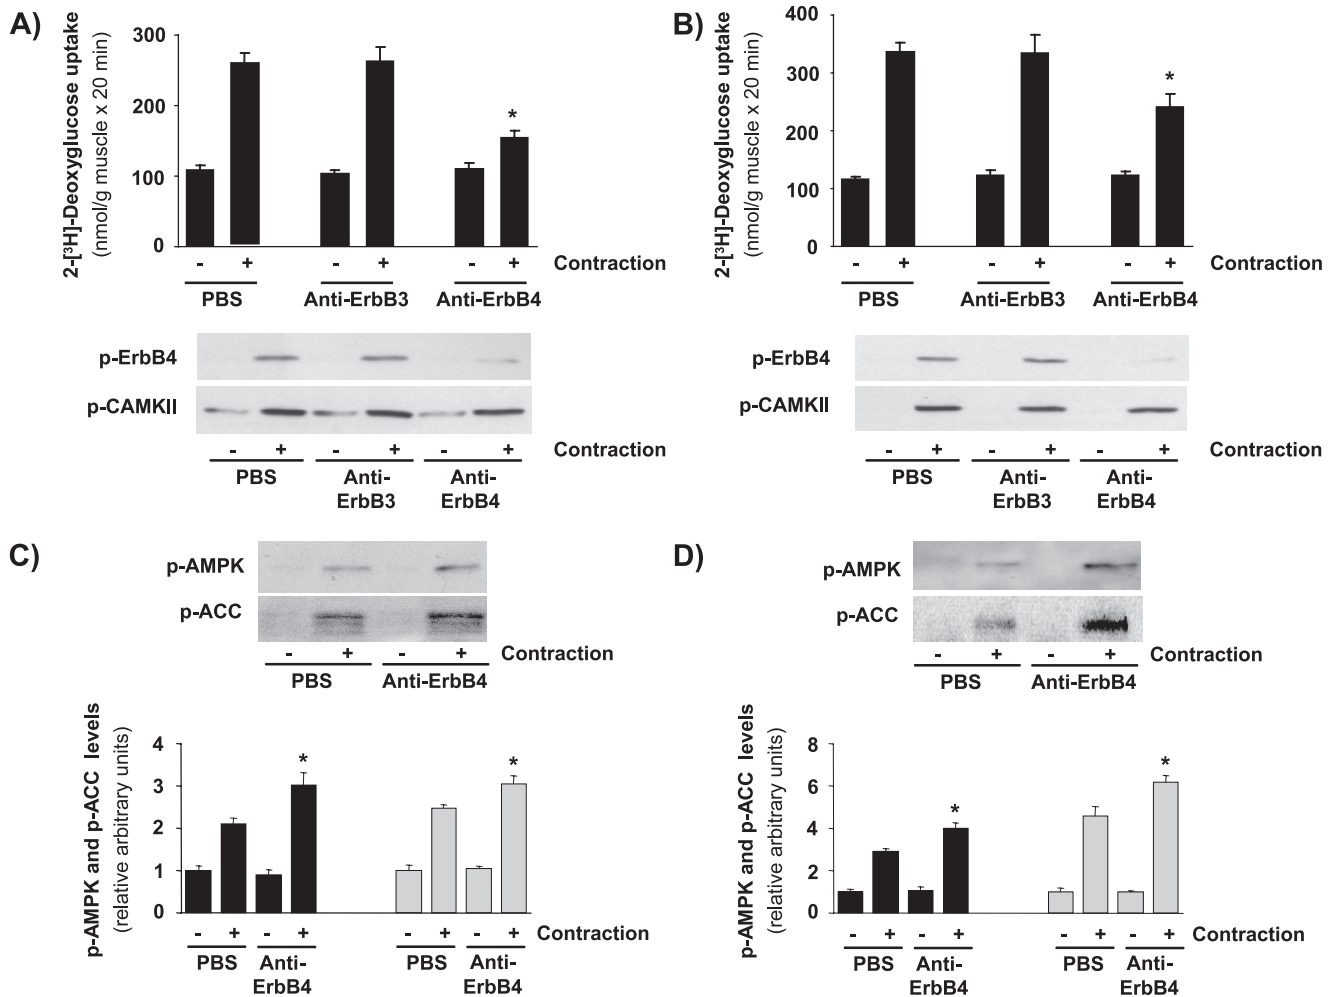 A)
2-[³H]-Deoxyglucose uptake
(nmol/g muscle x 20 min)
300
200
100
0
*
- + - + - + Contraction
PBS Anti-ErbB3 Anti-ErbB4
p-ErbB4
p-CAMKII
- + - + - + Contraction
PBS Anti- Anti-
ErbB3 ErbB4
B)
2-[³H]-Deoxyglucose uptake
(nmol/g muscle x 20 min)
400
300
200
100
0
*
- + - + - + Contraction
PBS Anti-ErbB3 Anti-ErbB4
p-ErbB4
p-CAMKII
- + - + - + Contraction
PBS Anti- Anti-
ErbB3 ErbB4
C)
p-AMPK
p-ACC
- + - + Contraction
PBS Anti-ErbB4
p-AMPK and p-ACC levels
(relative arbitrary units)
4
3
2
1
0
* *
- + - + - + - + Contraction
PBS Anti- PBS Anti-
ErbB4 ErbB4
D)
p-AMPK
p-ACC
- + - + Contraction
PBS Anti-ErbB4
p-AMPK and p-ACC levels
(relative arbitrary units)
8
6
4
2
0
* *
- + - + - + - + Contraction
PBS Anti- PBS Anti-
ErbB4 ErbB4